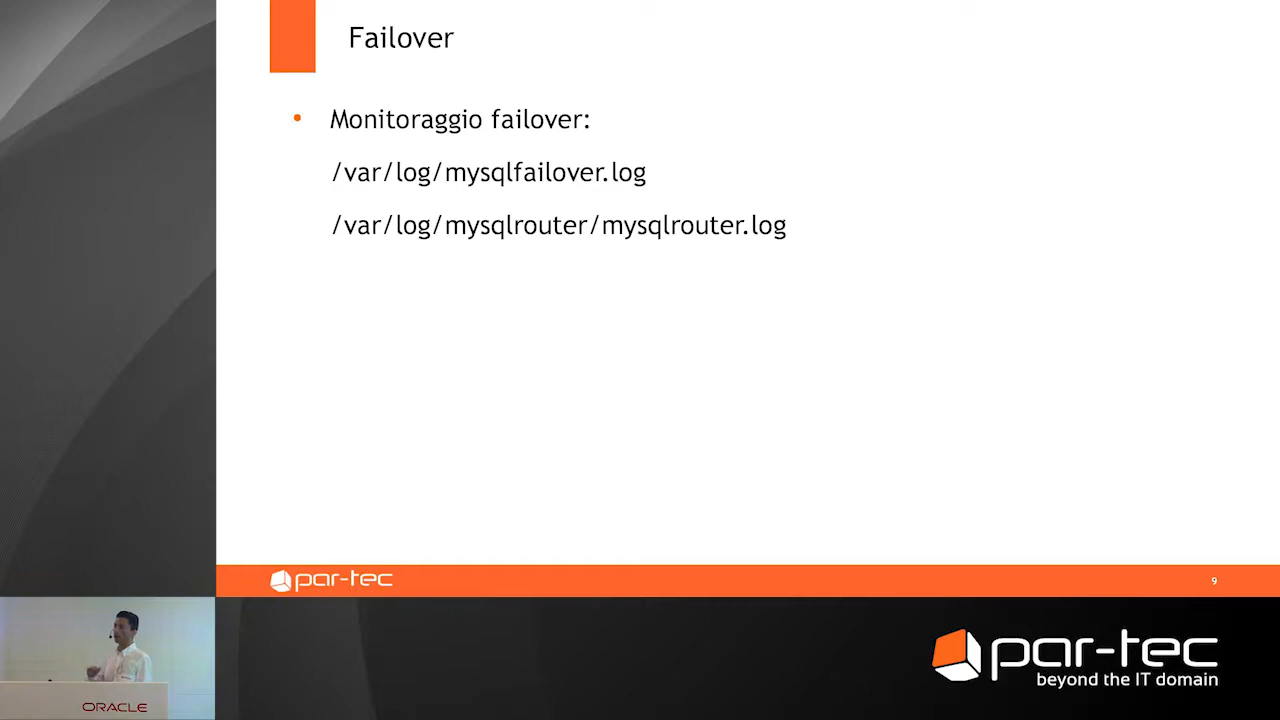 Failover
• Monitoraggio failover:
/var/log/mysqlfailover.log
/var/log/mysqlrouter/mysqlrouter.log
par-tec
9
par-tec
beyond the IT domain
ORACLE